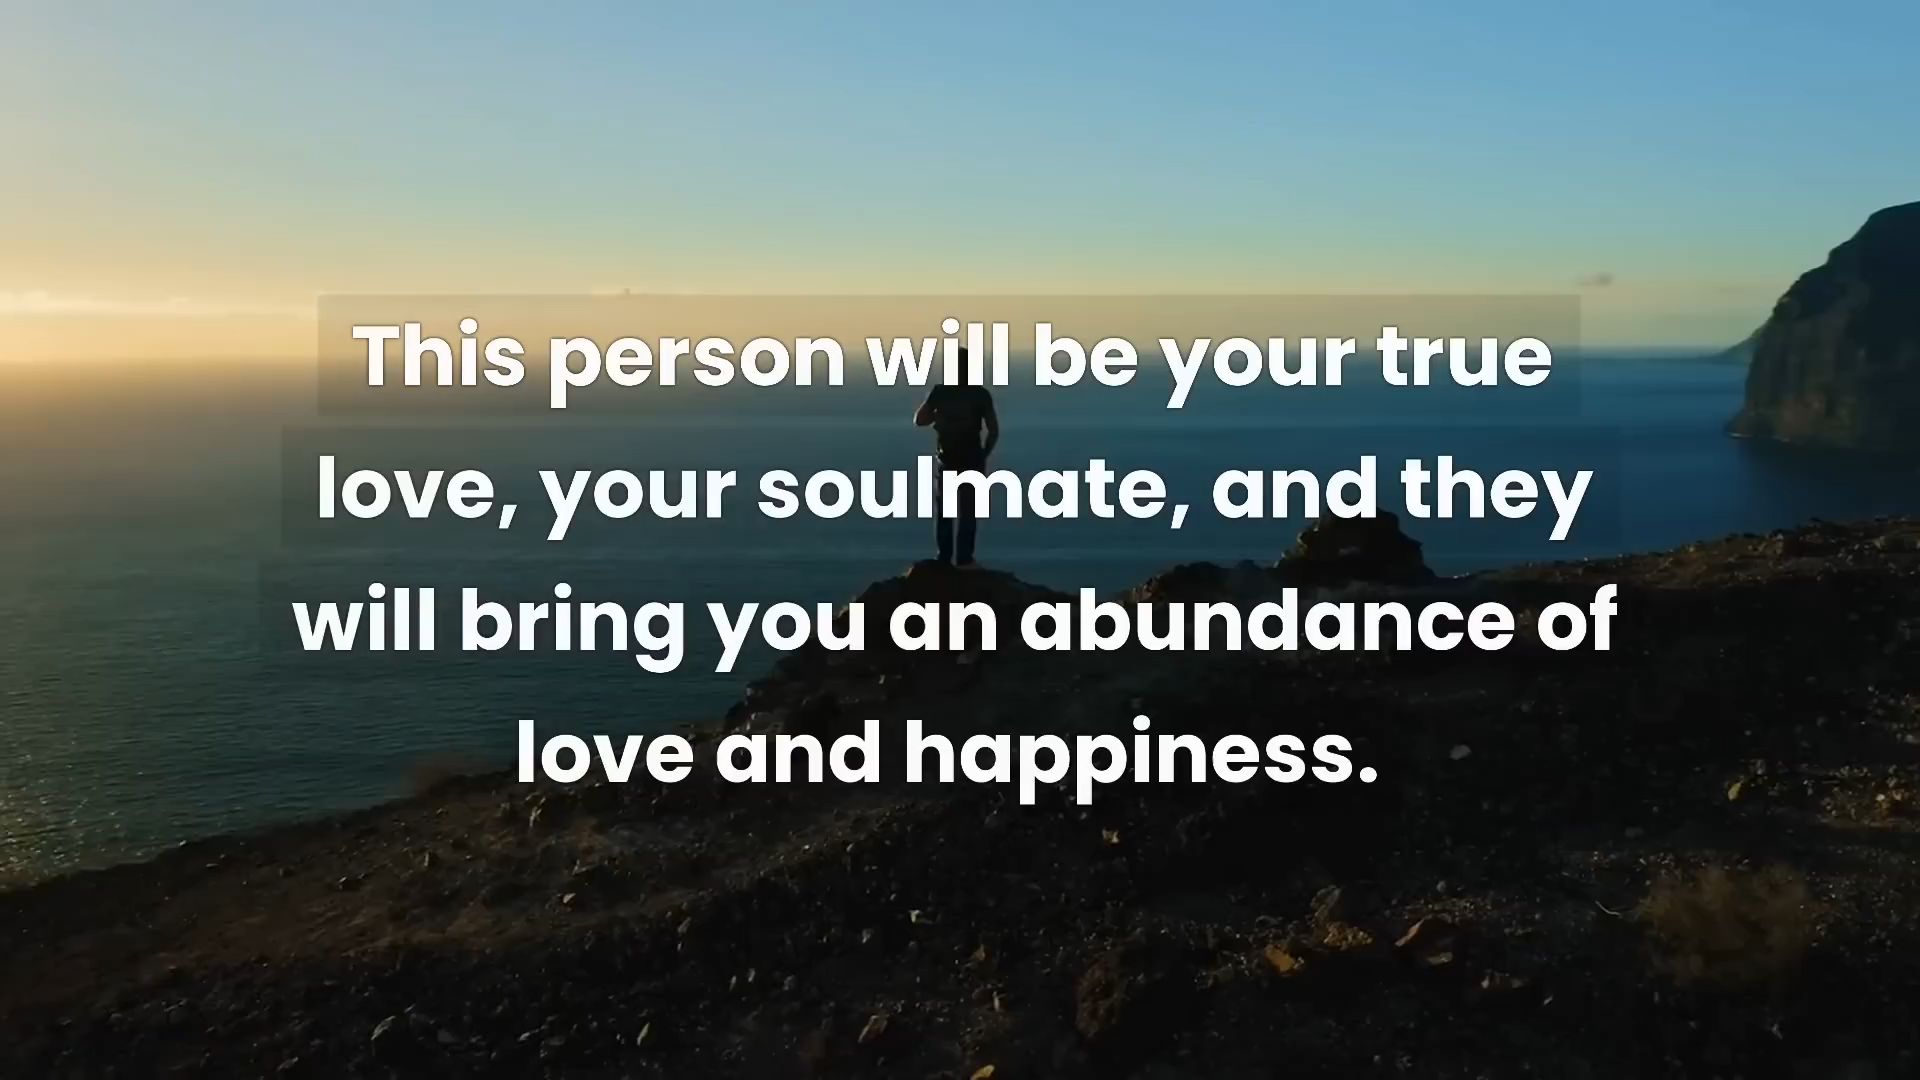 This person will be your true
love, your soulmate, and they
will bring you an abundance of
love and happiness.